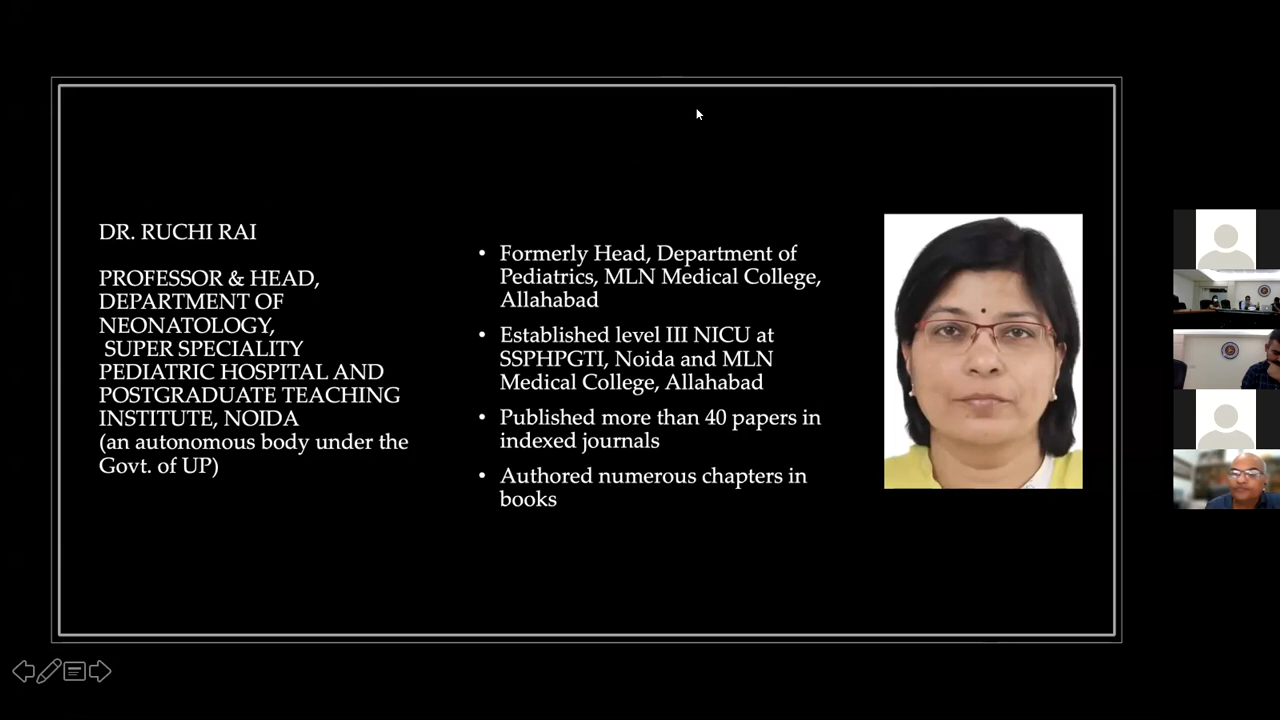 DR. RUCHI RAI
PROFESSOR & HEAD,
DEPARTMENT OF
NEONATOLOGY,
SUPER SPECIALITY
PEDIATRIC HOSPITAL AND
POSTGRADUATE TEACHING
INSTITUTE, NOIDA
(an autonomous body under the
Govt. of UP)
• Formerly Head, Department of
Pediatrics, MLN Medical College,
Allahabad
• Established level III NICU at
SSPHPGTI, Noida and MLN
Medical College, Allahabad
• Published more than 40 papers in
indexed journals
• Authored numerous chapters in
books